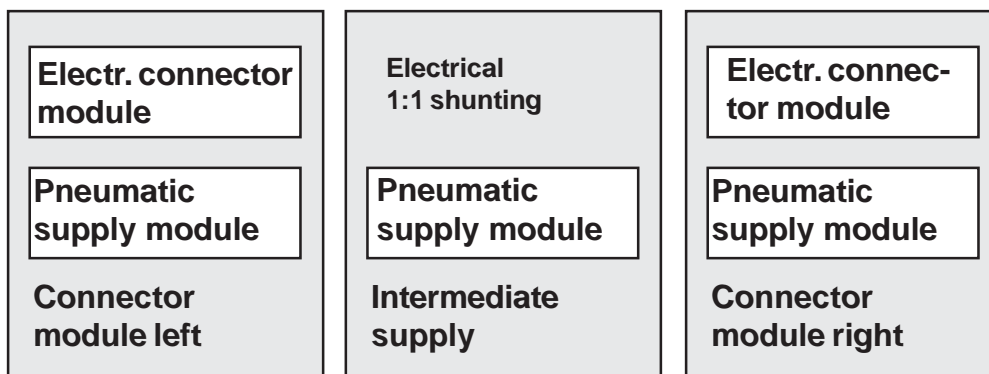 Electr. connector
module
Pneumatic
supply module
Connector
module left
Electrical
1:1 shunting
Pneumatic
supply module
Intermediate
supply
Electr. connec-
tor module
Pneumatic
supply module
Connector
module right